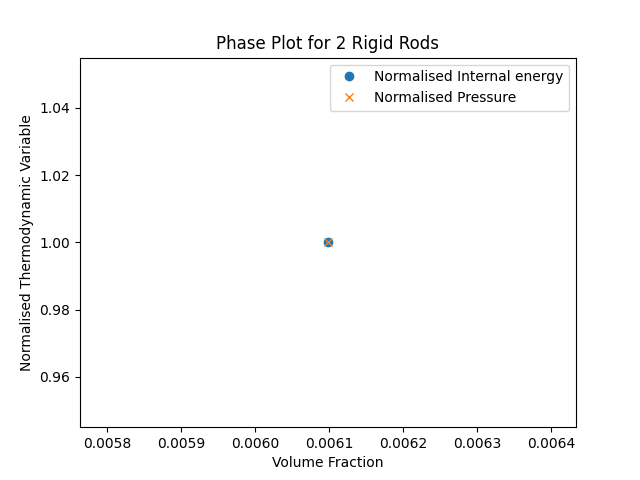 Phase Plot for 2 Rigid Rods
Normalised Internal energy
Normalised Pressure
Normalised Thermodynamic Variable
1.04
1.02
1.00
0.98
0.96
0.0058 0.0059 0.0060 0.0061 0.0062 0.0063 0.0064
Volume Fraction